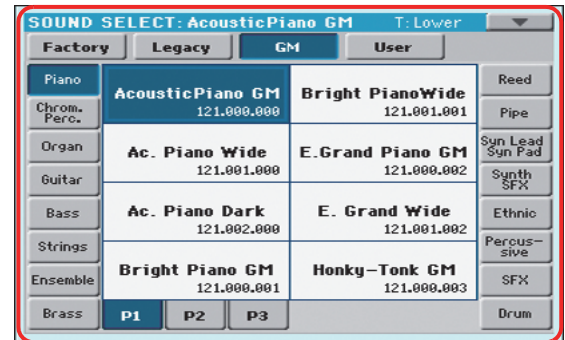 SOUND SELECT: AcousticPiano GM T: Lower
Factory Legacy GM User
Piano
Chrom.
Perc.
Organ
Guitar
Bass
Strings
Ensemble
Brass
AcousticPiano GM
121.000.000
Bright PianoWide
121.001.001
Ac. Piano Wide
121.001.000
E.Grand Piano GM
121.000.002
Ac. Piano Dark
121.002.000
E. Grand Wide
121.001.002
Bright Piano GM
121.000.001
Honky-Tonk GM
121.000.003
P1 P2 P3
Reed
Pipe
Syn Lead
Syn Pad
Synth
SFX
Ethnic
Percus-
sive
SFX
Drum